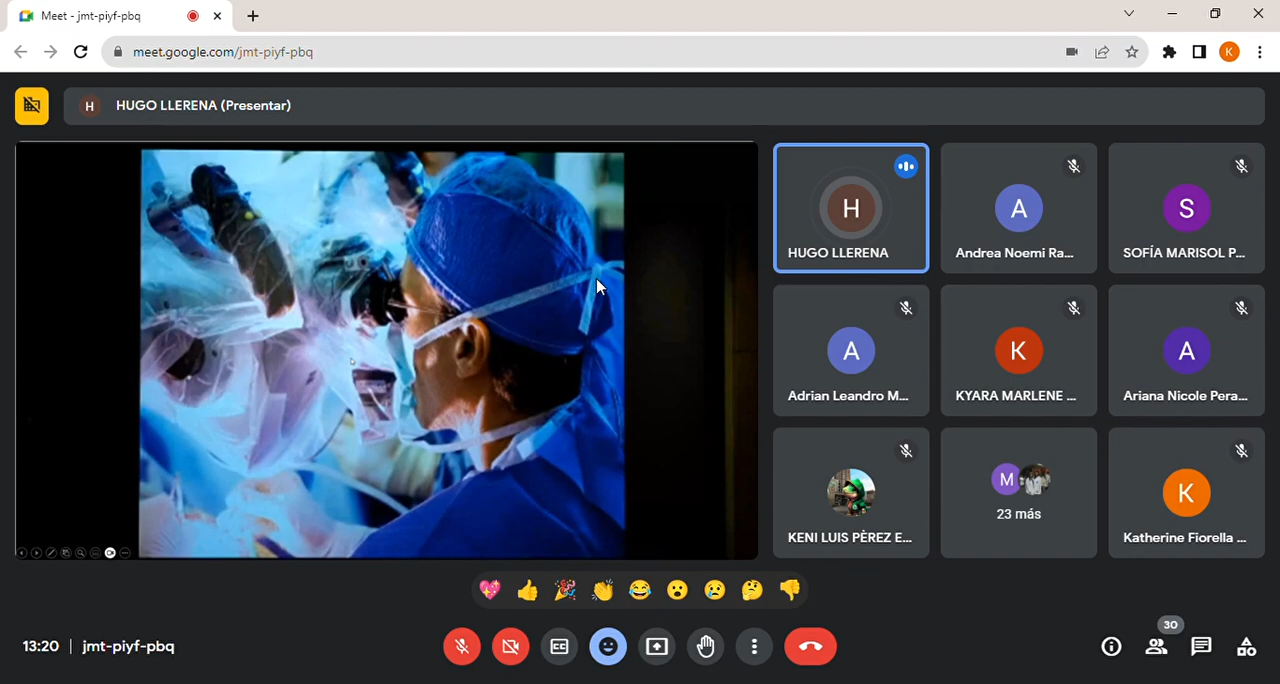 Meet - jmt-piyf-pbq
meet.google.com/jmt-piyf-pbq
K
H
HUGO LLERENA (Presentar)
H
HUGO LLERENA
A
Andrea Noemi Ra...
S
SOFÍA MARISOL P...
A
Adrian Leandro M...
K
KYARA MARLENE ...
A
Ariana Nicole Pera...
KENI LUIS PÈREZ E...
M
23 más
K
Katherine Fiorella ...
13:20 | jmt-piyf-pbq
30